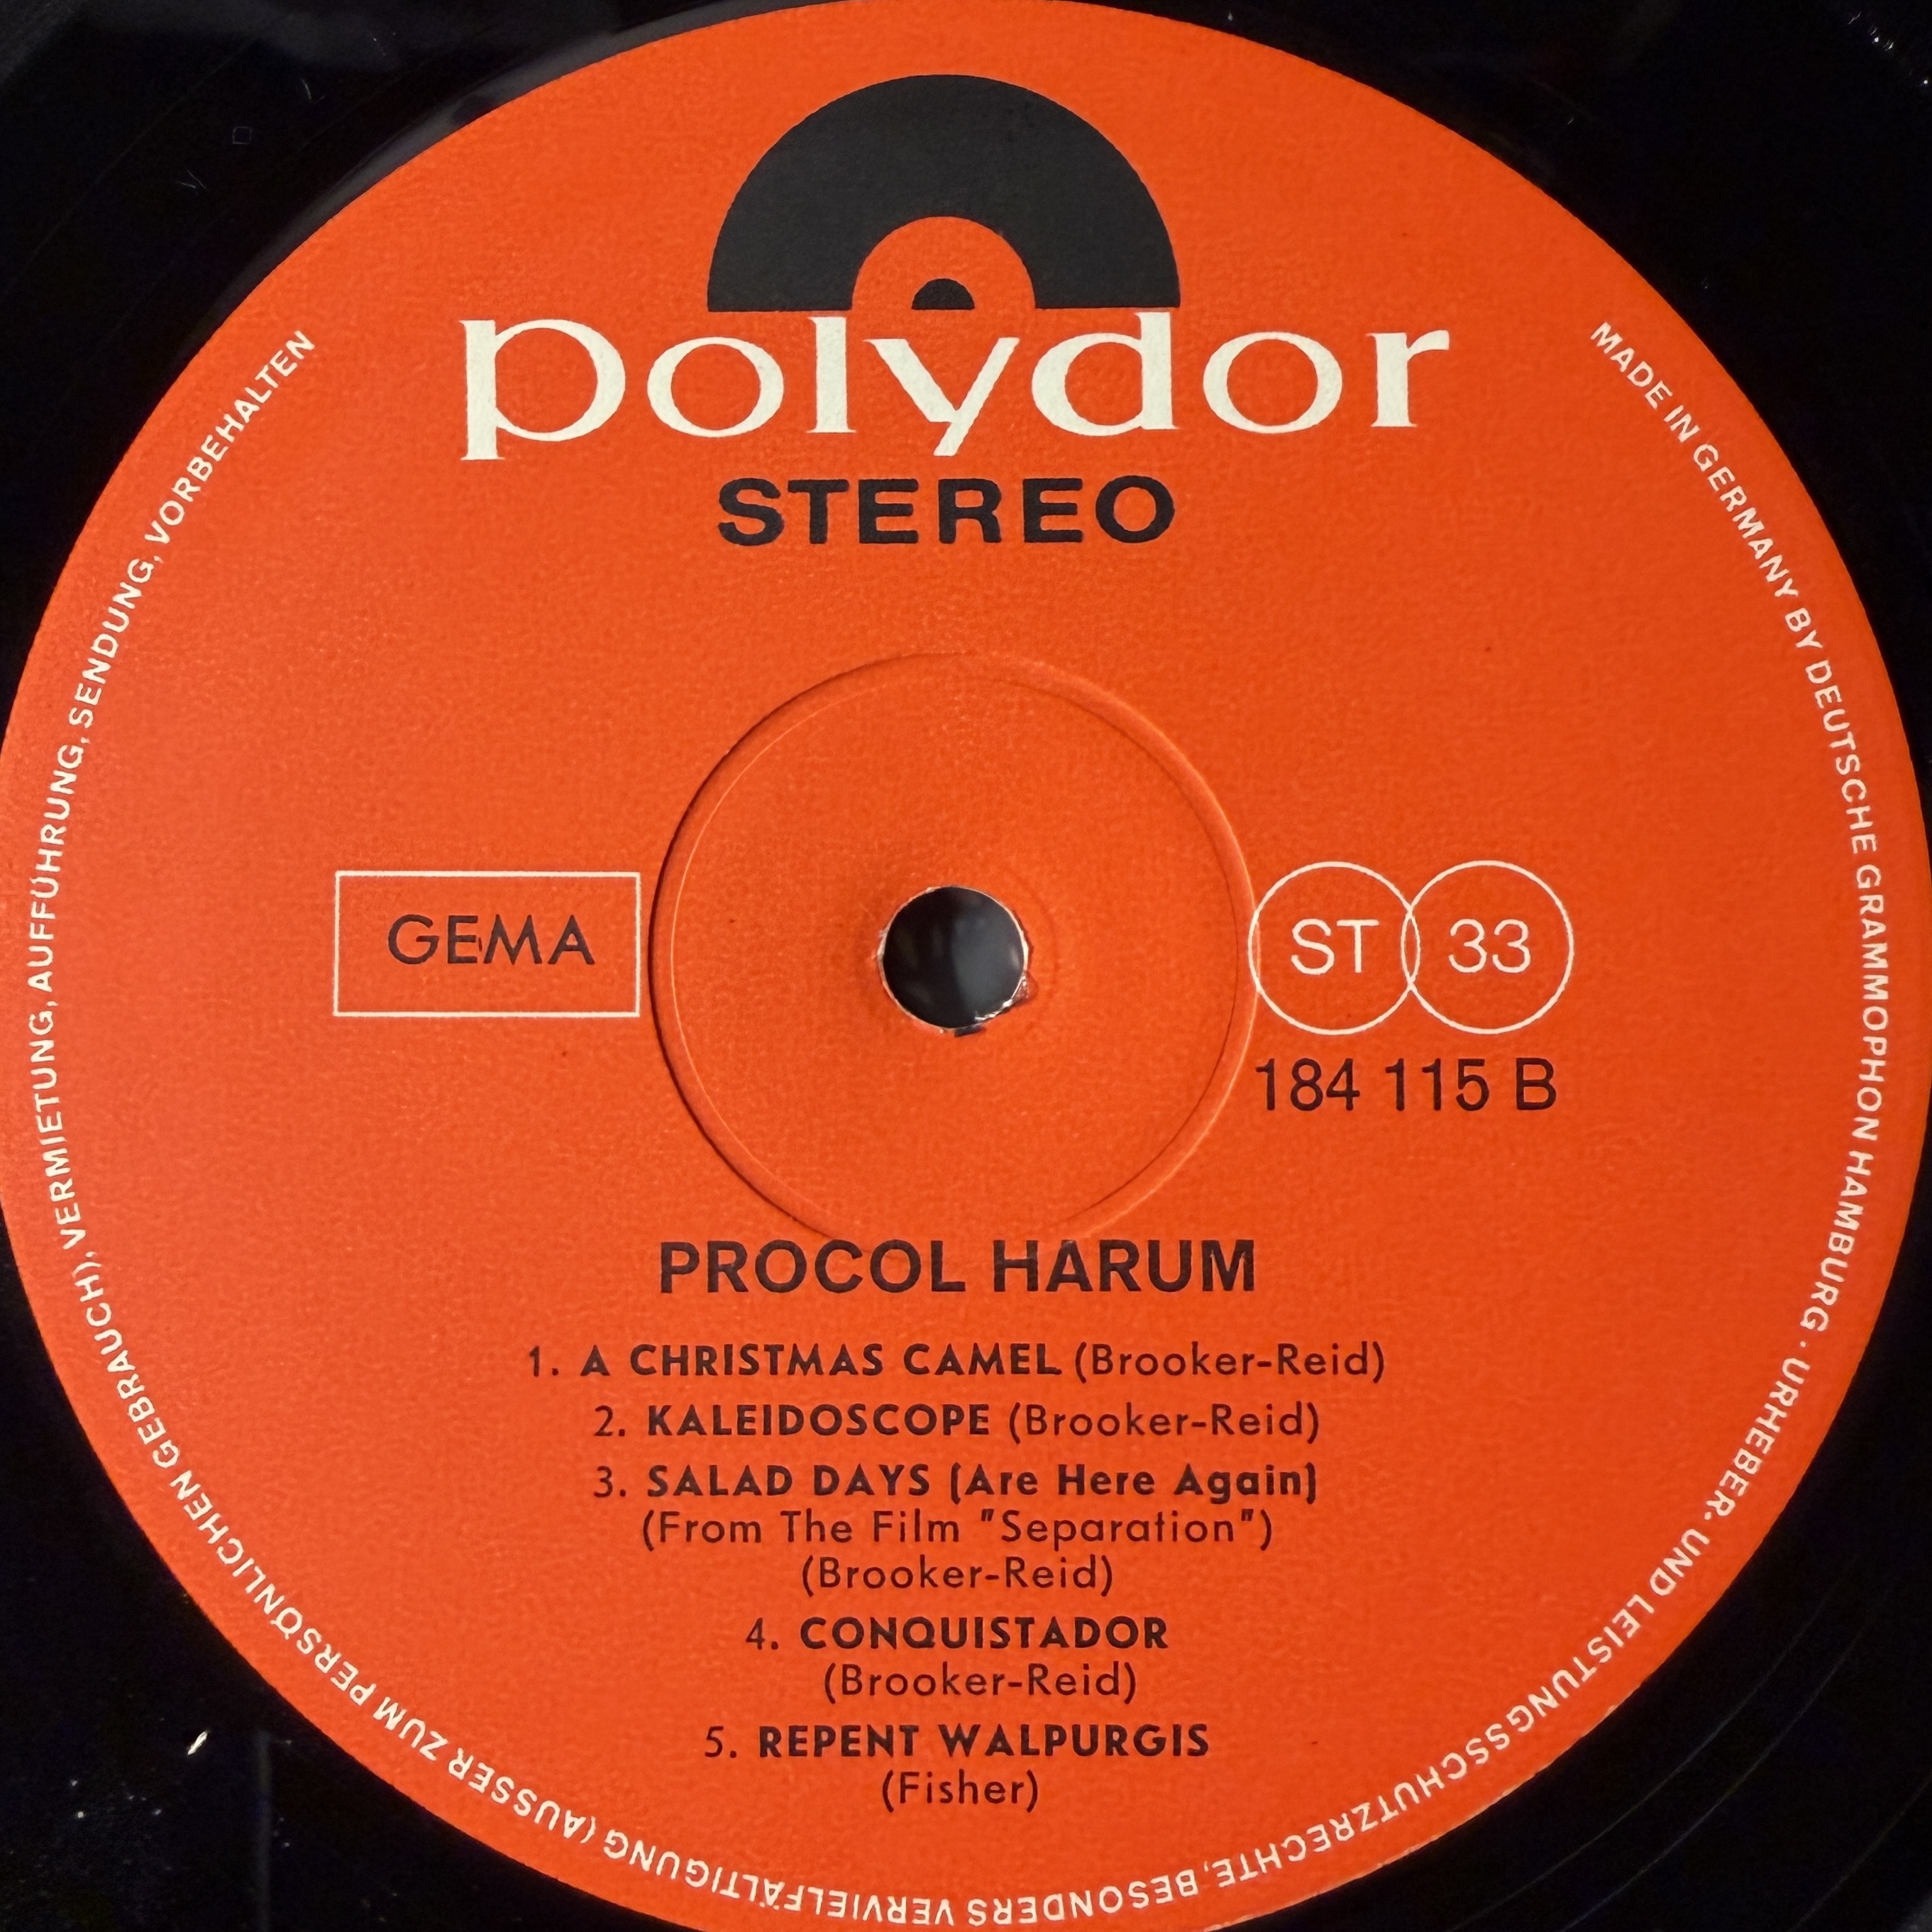 polydor
STEREO
GEMA
ST 33
184 115 B
PROCOL HARUM
1. A CHRISTMAS CAMEL (Brooker-Reid)
2. KALEIDOSCOPE (Brooker-Reid)
3. SALAD DAYS (Are Here Again)
(From The Film "Separation")
(Brooker-Reid)
4. CONQUISTADOR
(Brooker-Reid)
5. REPENT WALPURGIS
(Fisher)
MADE IN GERMANY BY DEUTSCHE GRAMMOPHON HAMBURG · URHEBER- UND LEISTUNGSSCHUTZRECHTE, BESONDERS VERVIELFÄLTIGUNG (AUSSER ZUM PERSÖNLICHEN GEBRAUCH), VERMIETUNG, AUFFÜHRUNG, SENDUNG, VORBEHALTEN